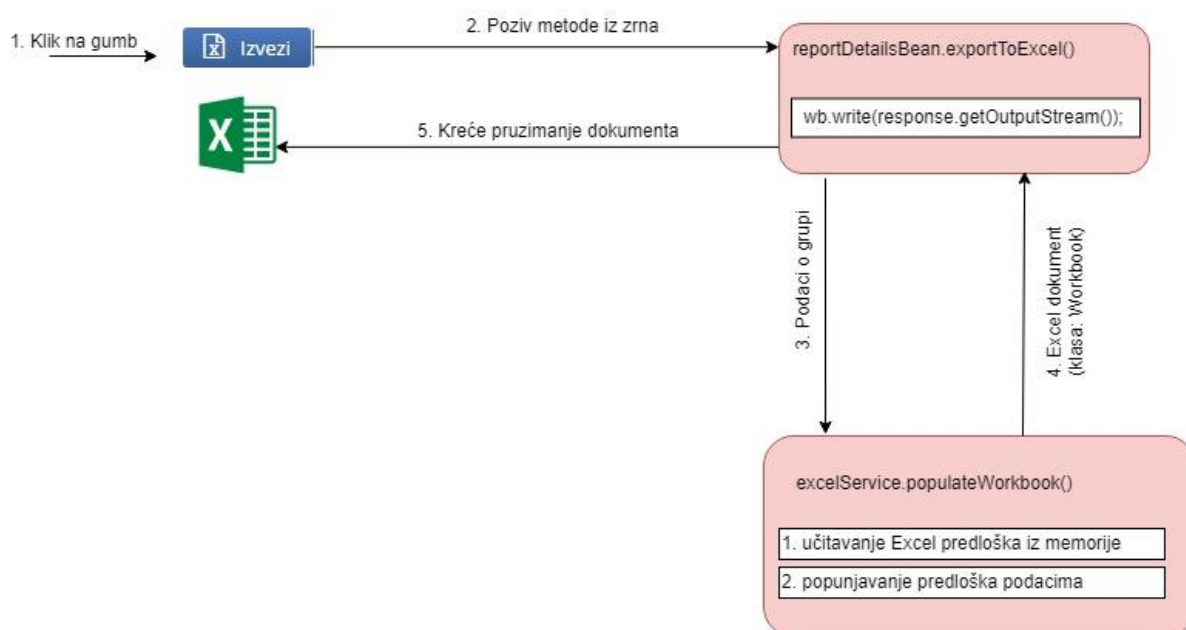 1. Klik na gumb
Izvezi
2. Poziv metode iz zrna
reportDetailsBean.exportToExcel()
wb.write(response.getOutputStream());
X
5. Kreće pruzimanje dokumenta
3. Podaci o grupi
4. Excel dokument
(klasa: Workbook)
excelService.populateWorkbook()
1. učitavanje Excel predloška iz memorije
2. popunjavanje predloška podacima